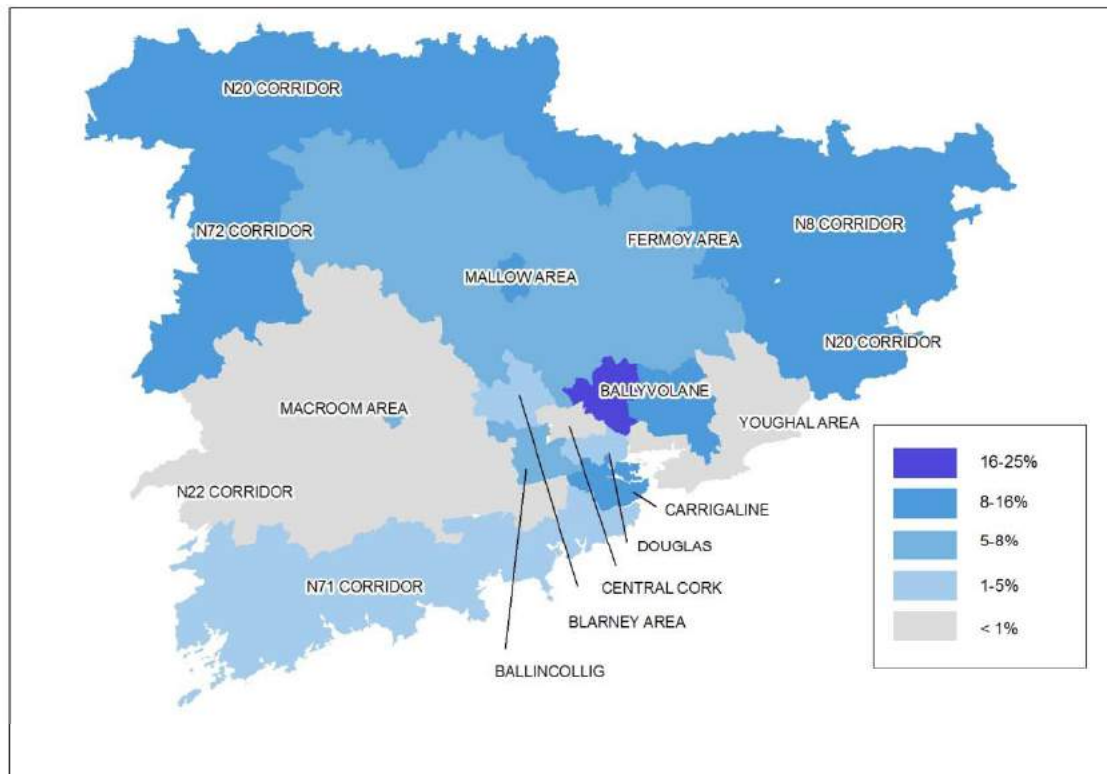 N20 CORRIDOR
N72 CORRIDOR
N8 CORRIDOR
FERMOY AREA
MALLOW AREA
N20 CORRIDOR
BALLYVOLANE
MACROOM AREA
YOUGHAL AREA
N22 CORRIDOR
CARRIGALINE
DOUGLAS
N71 CORRIDOR
CENTRAL CORK
BLARNEY AREA
BALLINCOLLIG
16-25%
8-16%
5-8%
1-5%
< 1%